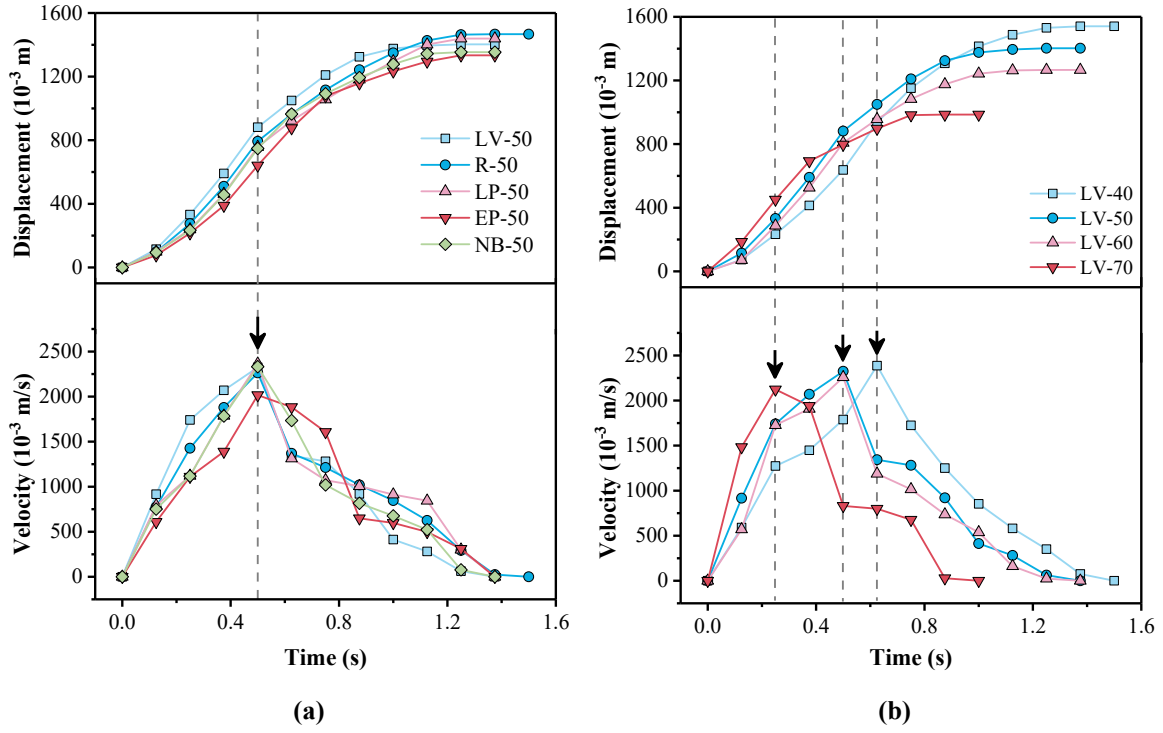 1600
1200
800
400
0
Displacement (10⁻³ m)
LV-50
R-50
LP-50
EP-50
NB-50
2500
2000
1500
1000
500
0
Velocity (10⁻³ m/s)
0.0 0.4 0.8 1.2 1.6
Time (s)
(a)
1600
1200
800
400
0
Displacement (10⁻³ m)
LV-40
LV-50
LV-60
LV-70
2500
2000
1500
1000
500
0
Velocity (10⁻³ m/s)
0.0 0.4 0.8 1.2 1.6
Time (s)
(b)